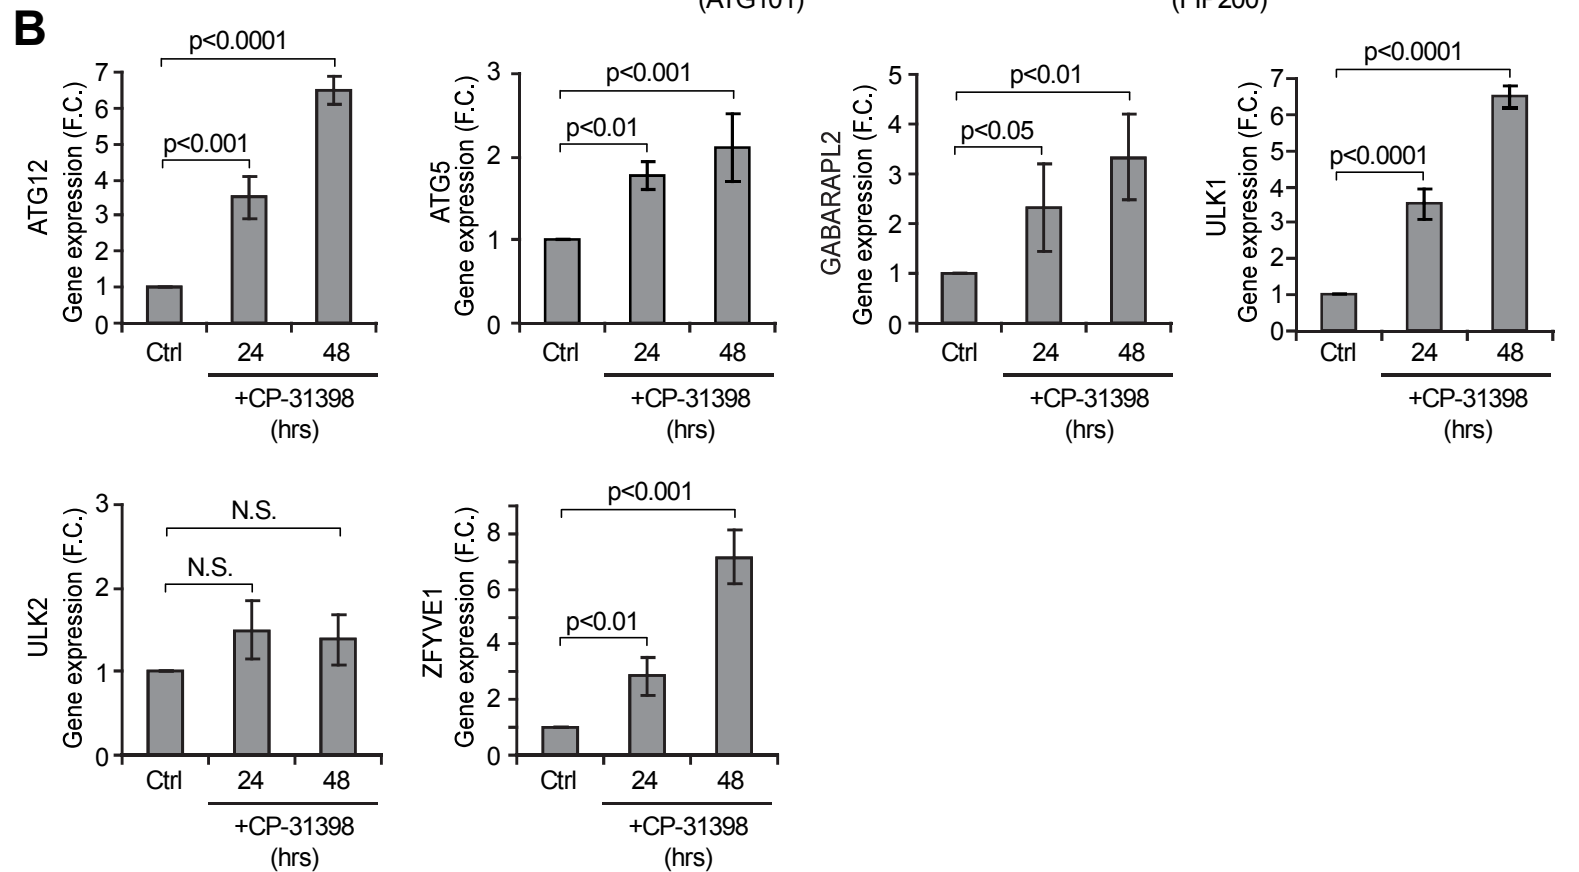 B
(ATG101)
p<0.0001
p<0.001
ATG12
Gene expression (F.C.)
7
6
5
4
3
2
1
0
Ctrl
24
48
+CP-31398
(hrs)
p<0.001
p<0.01
ATG5
Gene expression (F.C.)
3
2
1
0
Ctrl
24
48
+CP-31398
(hrs)
p<0.01
p<0.05
GABARAPL2
Gene expression (F.C.)
5
4
3
2
1
0
Ctrl
24
48
+CP-31398
(hrs)
p<0.0001
p<0.0001
ULK1
Gene expression (F.C.)
7
6
5
4
3
2
1
0
Ctrl
24
48
+CP-31398
(hrs)
N.S.
N.S.
ULK2
Gene expression (F.C.)
3
2
1
0
Ctrl
24
48
+CP-31398
(hrs)
p<0.001
p<0.01
ZFYVE1
Gene expression (F.C.)
8
6
4
2
0
Ctrl
24
48
+CP-31398
(hrs)